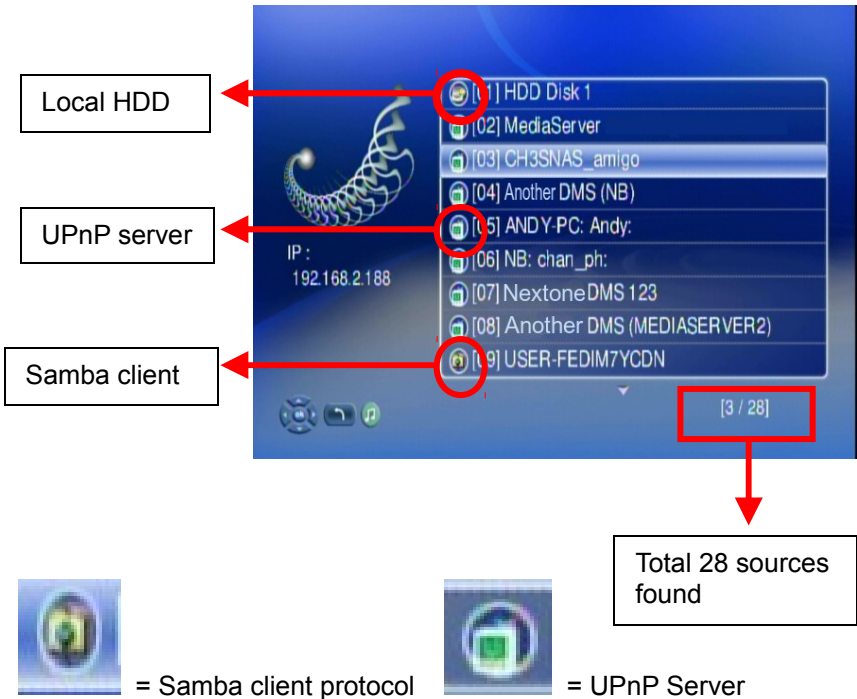 Local HDD
UPnP server
Samba client
IP :
192.168.2.188
[01] HDD Disk 1
[02] MediaServer
[03] CH3SNAS_amigo
[04] Another DMS (NB)
[05] ANDY-PC: Andy:
[06] NB: chan_ph:
[07] Nextone DMS 123
[08] Another DMS (MEDIASERVER2)
[09] USER-FEDIM7YCDN
[3 / 28]
Total 28 sources
found
= Samba client protocol
= UPnP Server